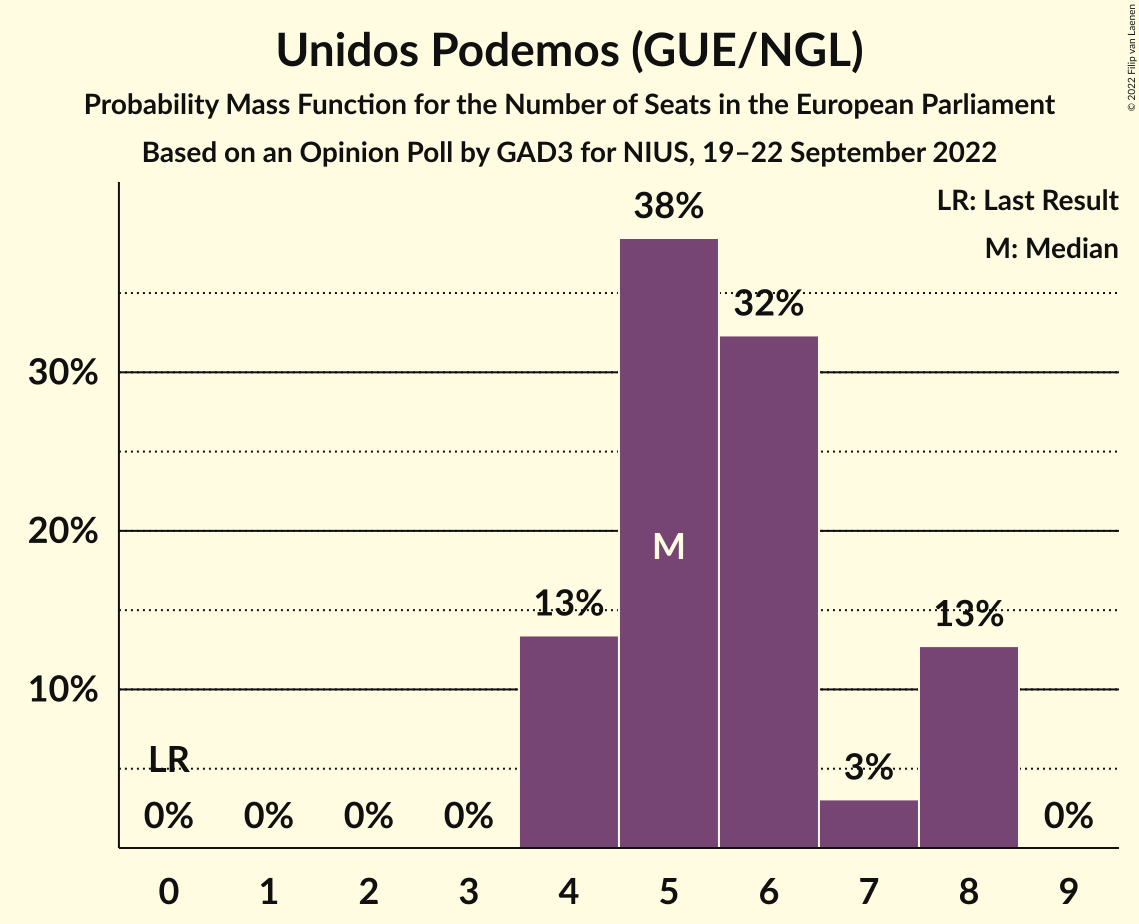 Unidos Podemos (GUE/NGL)
Probability Mass Function for the Number of Seats in the European Parliament
Based on an Opinion Poll by GAD3 for NIUS, 19–22 September 2022
© 2022 Filip van Laenen
LR: Last Result
M: Median
38%
32%
30%
20%
M
13%
13%
10%
LR
3%
0%
0%
0%
0%
0%
0 1 2 3 4 5 6 7 8 9